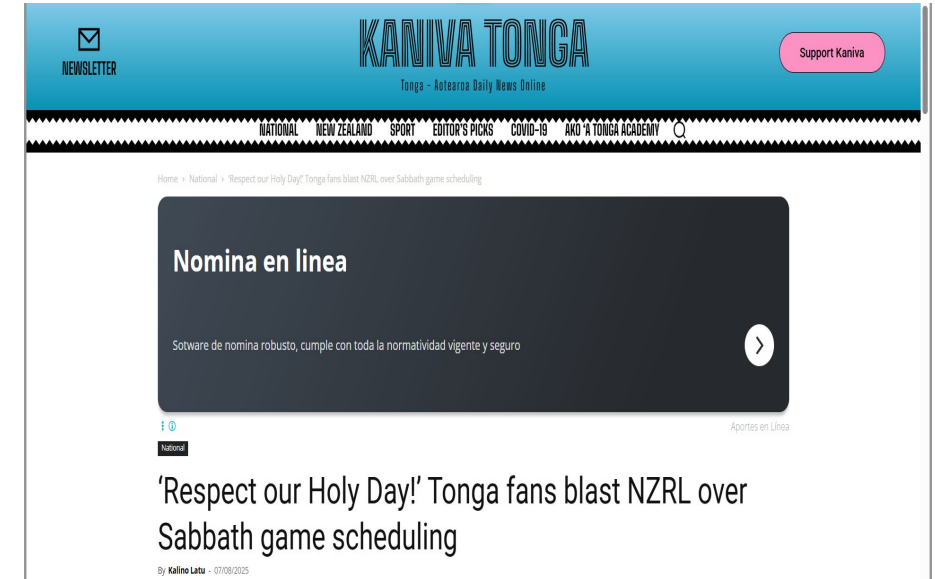 NEWSLETTER
KANIVA TONGA
Tonga - Aotearoa Daily News Online
Support Kaniva
NATIONAL NEW ZEALAND SPORT EDITOR'S PICKS COVID-19 AKO 'A TONGA ACADEMY
Home › National › 'Respect our Holy Day!' Tonga fans blast NZRL over Sabbath game scheduling
Nomina en linea
Sotware de nomina robusto, cumple con toda la normatividad vigente y seguro
Aportes en Línea
National
‘Respect our Holy Day!’ Tonga fans blast NZRL over
Sabbath game scheduling
By Kalino Latu - 07/08/2025